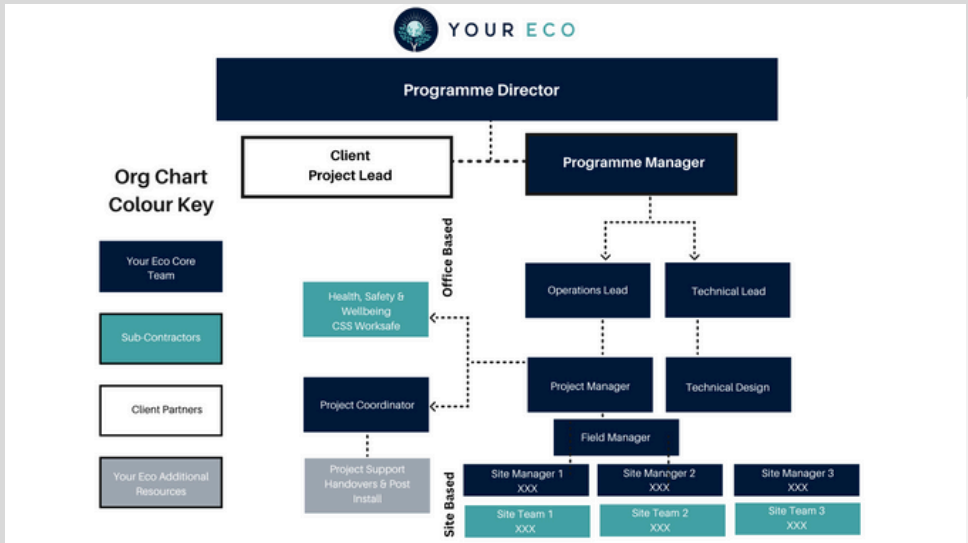 YOUR ECO
Programme Director
Client
Project Lead
Programme Manager
Org Chart
Colour Key
Office Based
Your Eco Core
Team
Operations Lead
Technical Lead
Health, Safety &
Wellbeing
CSS Worksafe
Sub-Contractors
Project Manager
Technical Design
Project Coordinator
Client Partners
Field Manager
Project Support
Handovers & Post
Install
Your Eco Additional
Resources
Site Based
Site Manager 1
XXX
Site Manager 2
XXX
Site Manager 3
XXX
Site Team 1
XXX
Site Team 2
XXX
Site Team 3
XXX